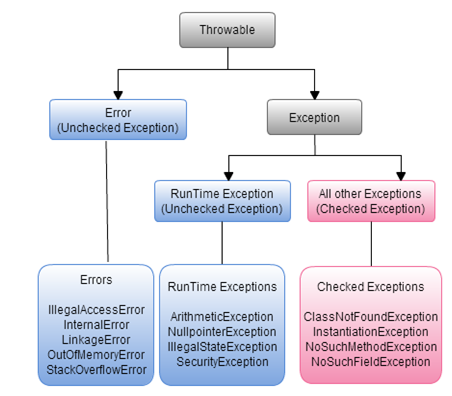 Throwable
Error
(Unchecked Exception)
Exception
RunTime Exception
(Unchecked Exception)
All other Exceptions
(Checked Exception)
Errors
IllegalAccessError
InternalError
LinkageError
OutOfMemoryError
StackOverflowError
RunTime Exceptions
ArithmeticException
NullpointerException
IllegalStateException
SecurityException
Checked Exceptions
ClassNotFoundException
InstantiationException
NoSuchMethodException
NoSuchFieldException